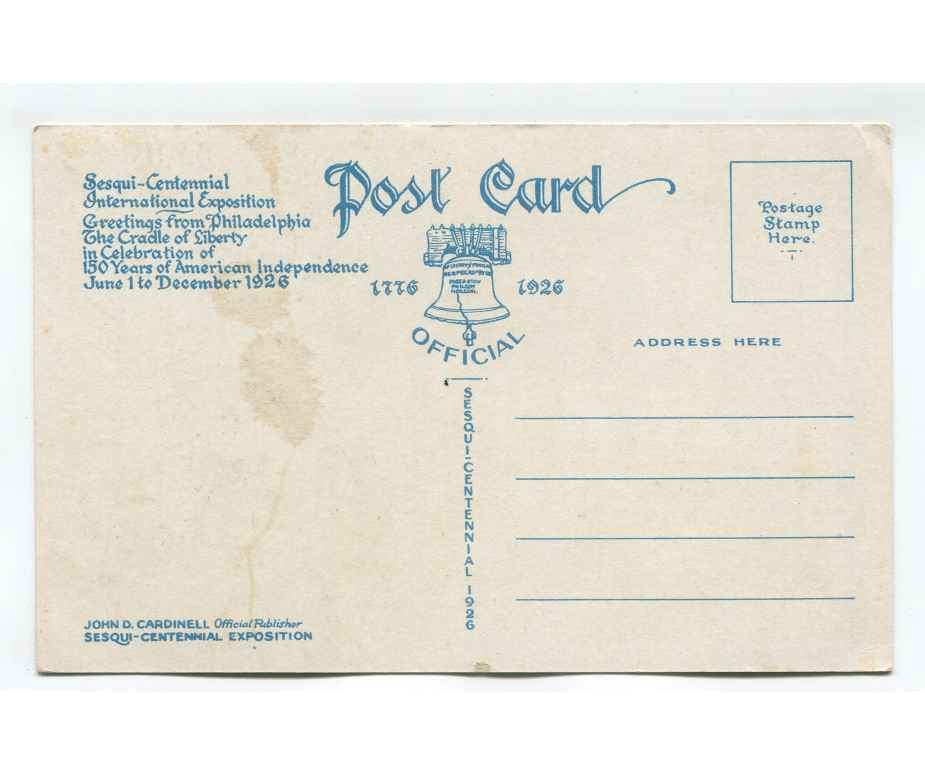 Sesqui-Centennial
International Exposition
Greetings from Philadelphia
The Cradle of Liberty
in Celebration of
150 Years of American Independence
June 1 to December 1926
Post Card
1776 1926
OFFICIAL
Postage
Stamp
Here.
ADDRESS HERE
SESQUI-CENTENNIAL 1926
JOHN D. CARDINELL Official Publisher
SESQUI-CENTENNIAL EXPOSITION